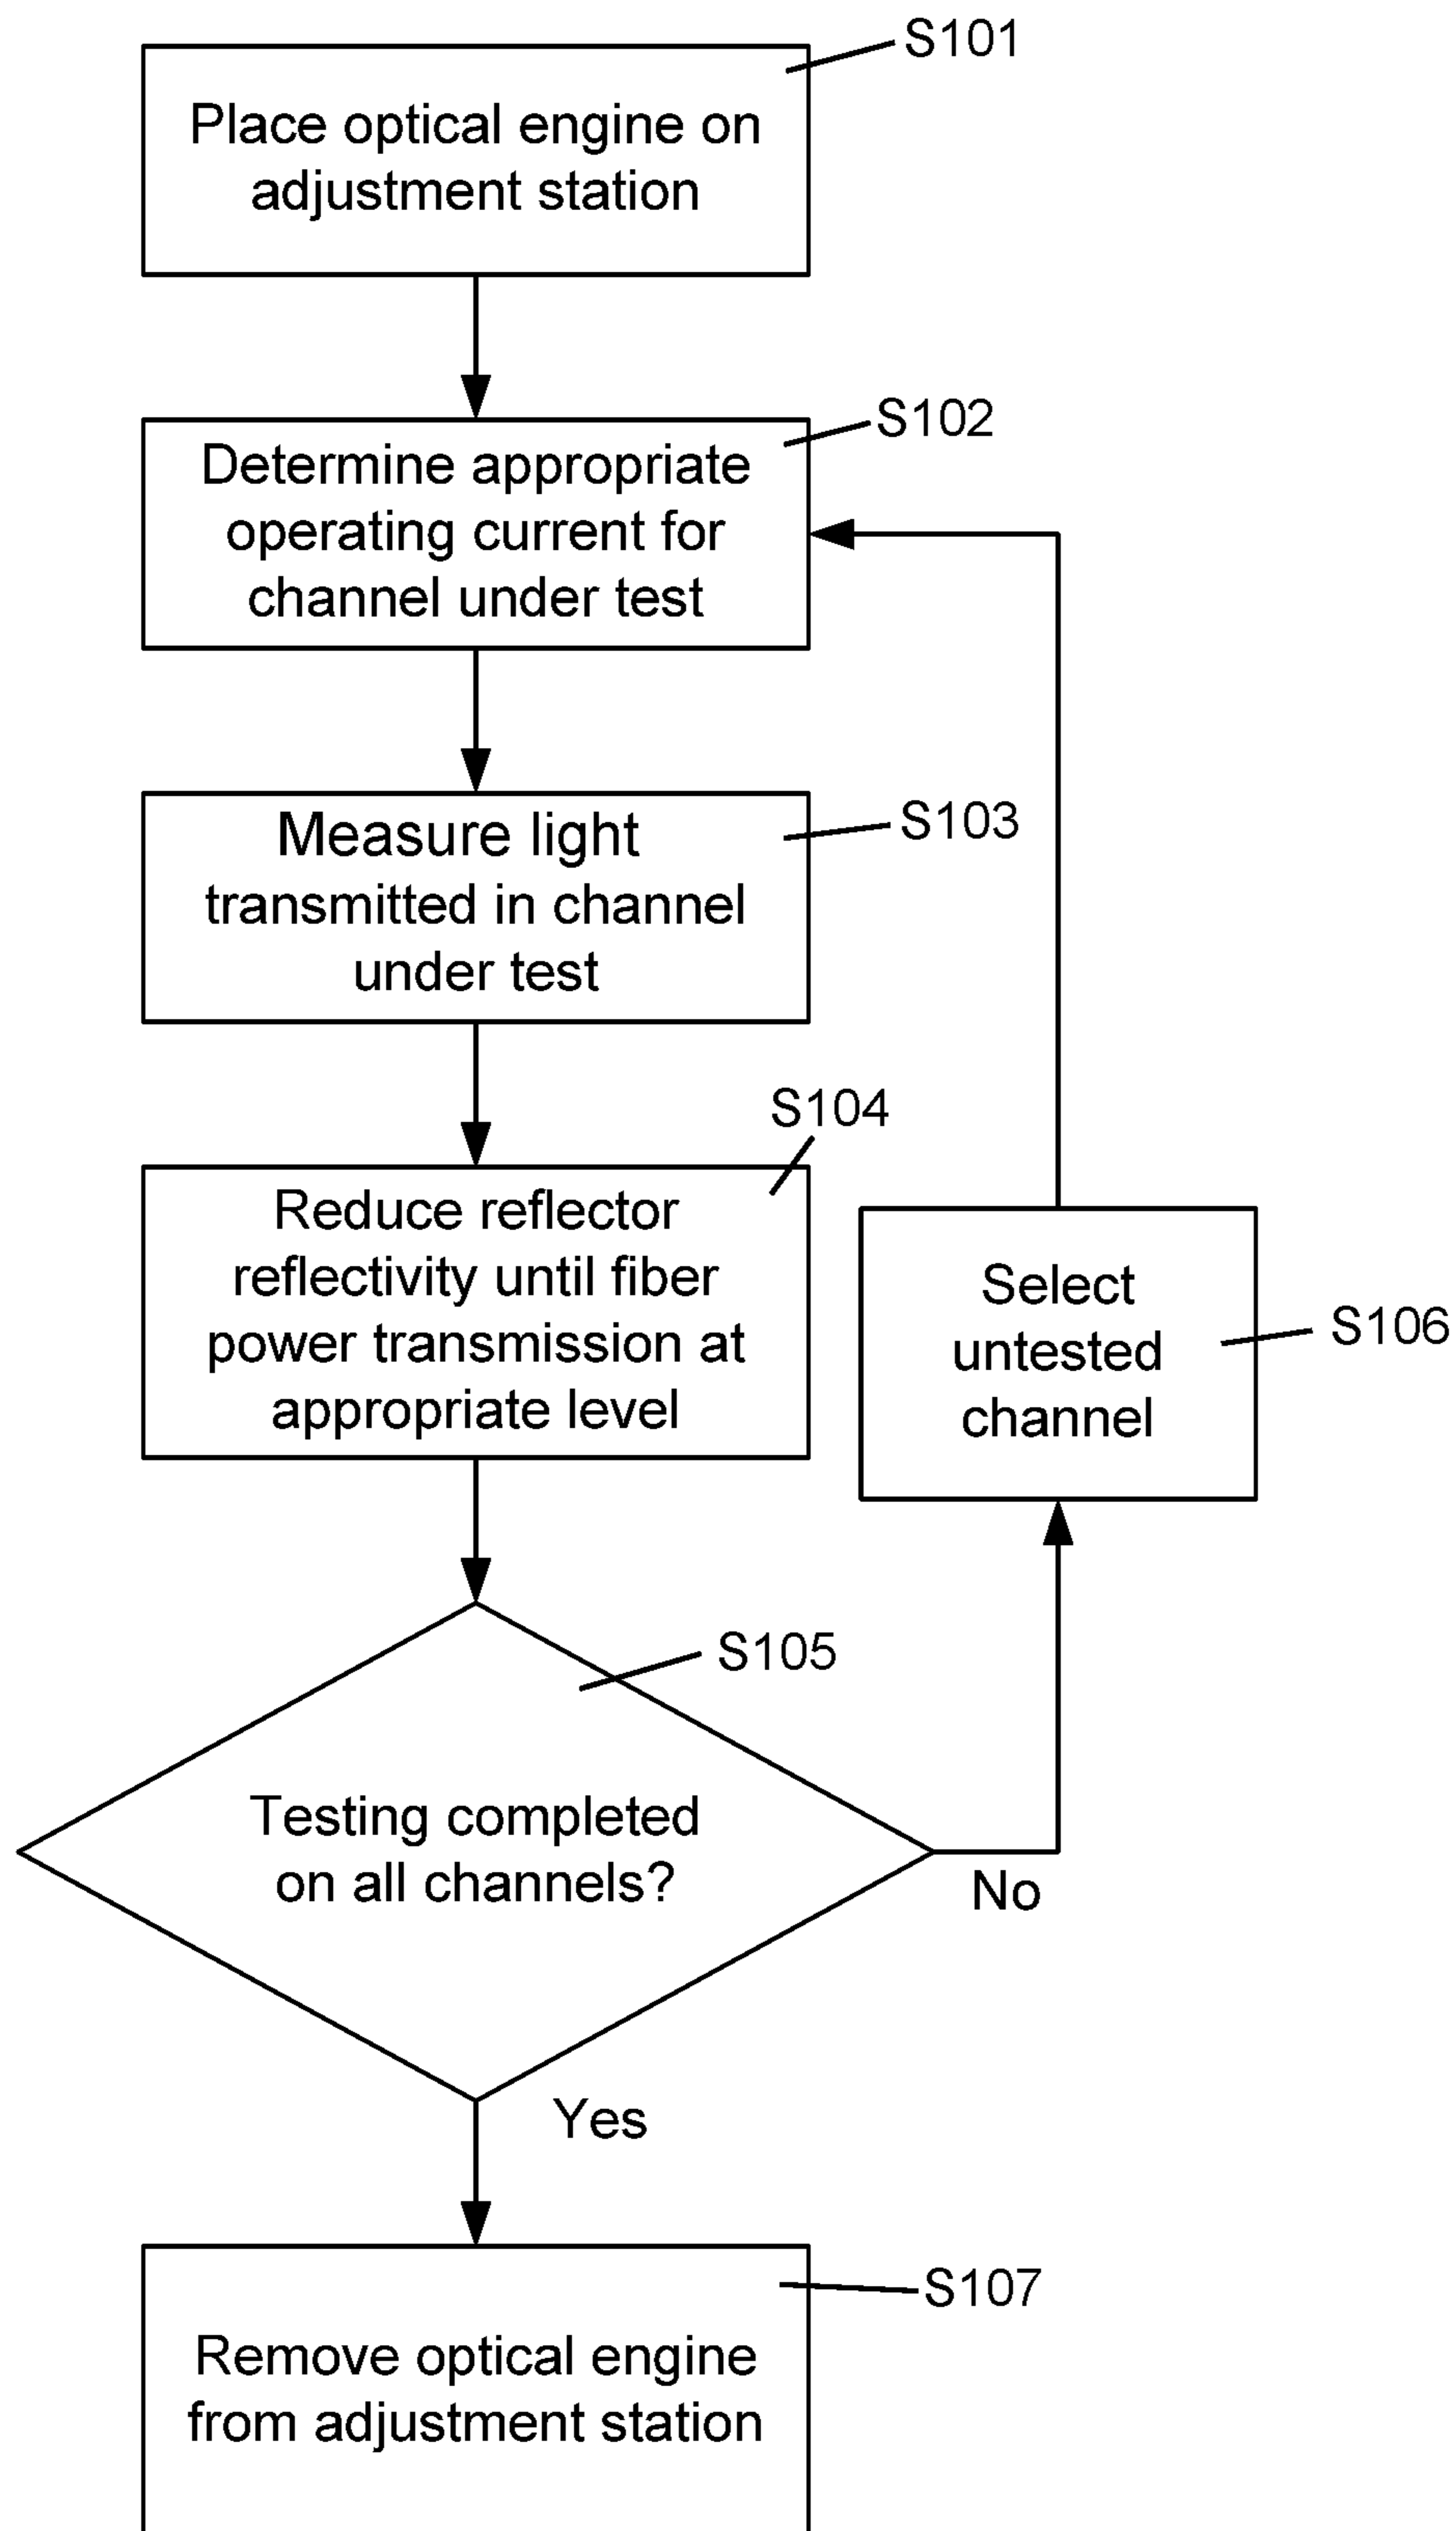 S101
Place optical engine on
adjustment station
S102
Determine appropriate
operating current for
channel under test
S103
Measure light
transmitted in channel
under test
S104
Reduce reflector
reflectivity until fiber
power transmission at
appropriate level
Select
untested
channel
S106
S105
Testing completed
on all channels?
No
Yes
S107
Remove optical engine
from adjustment station